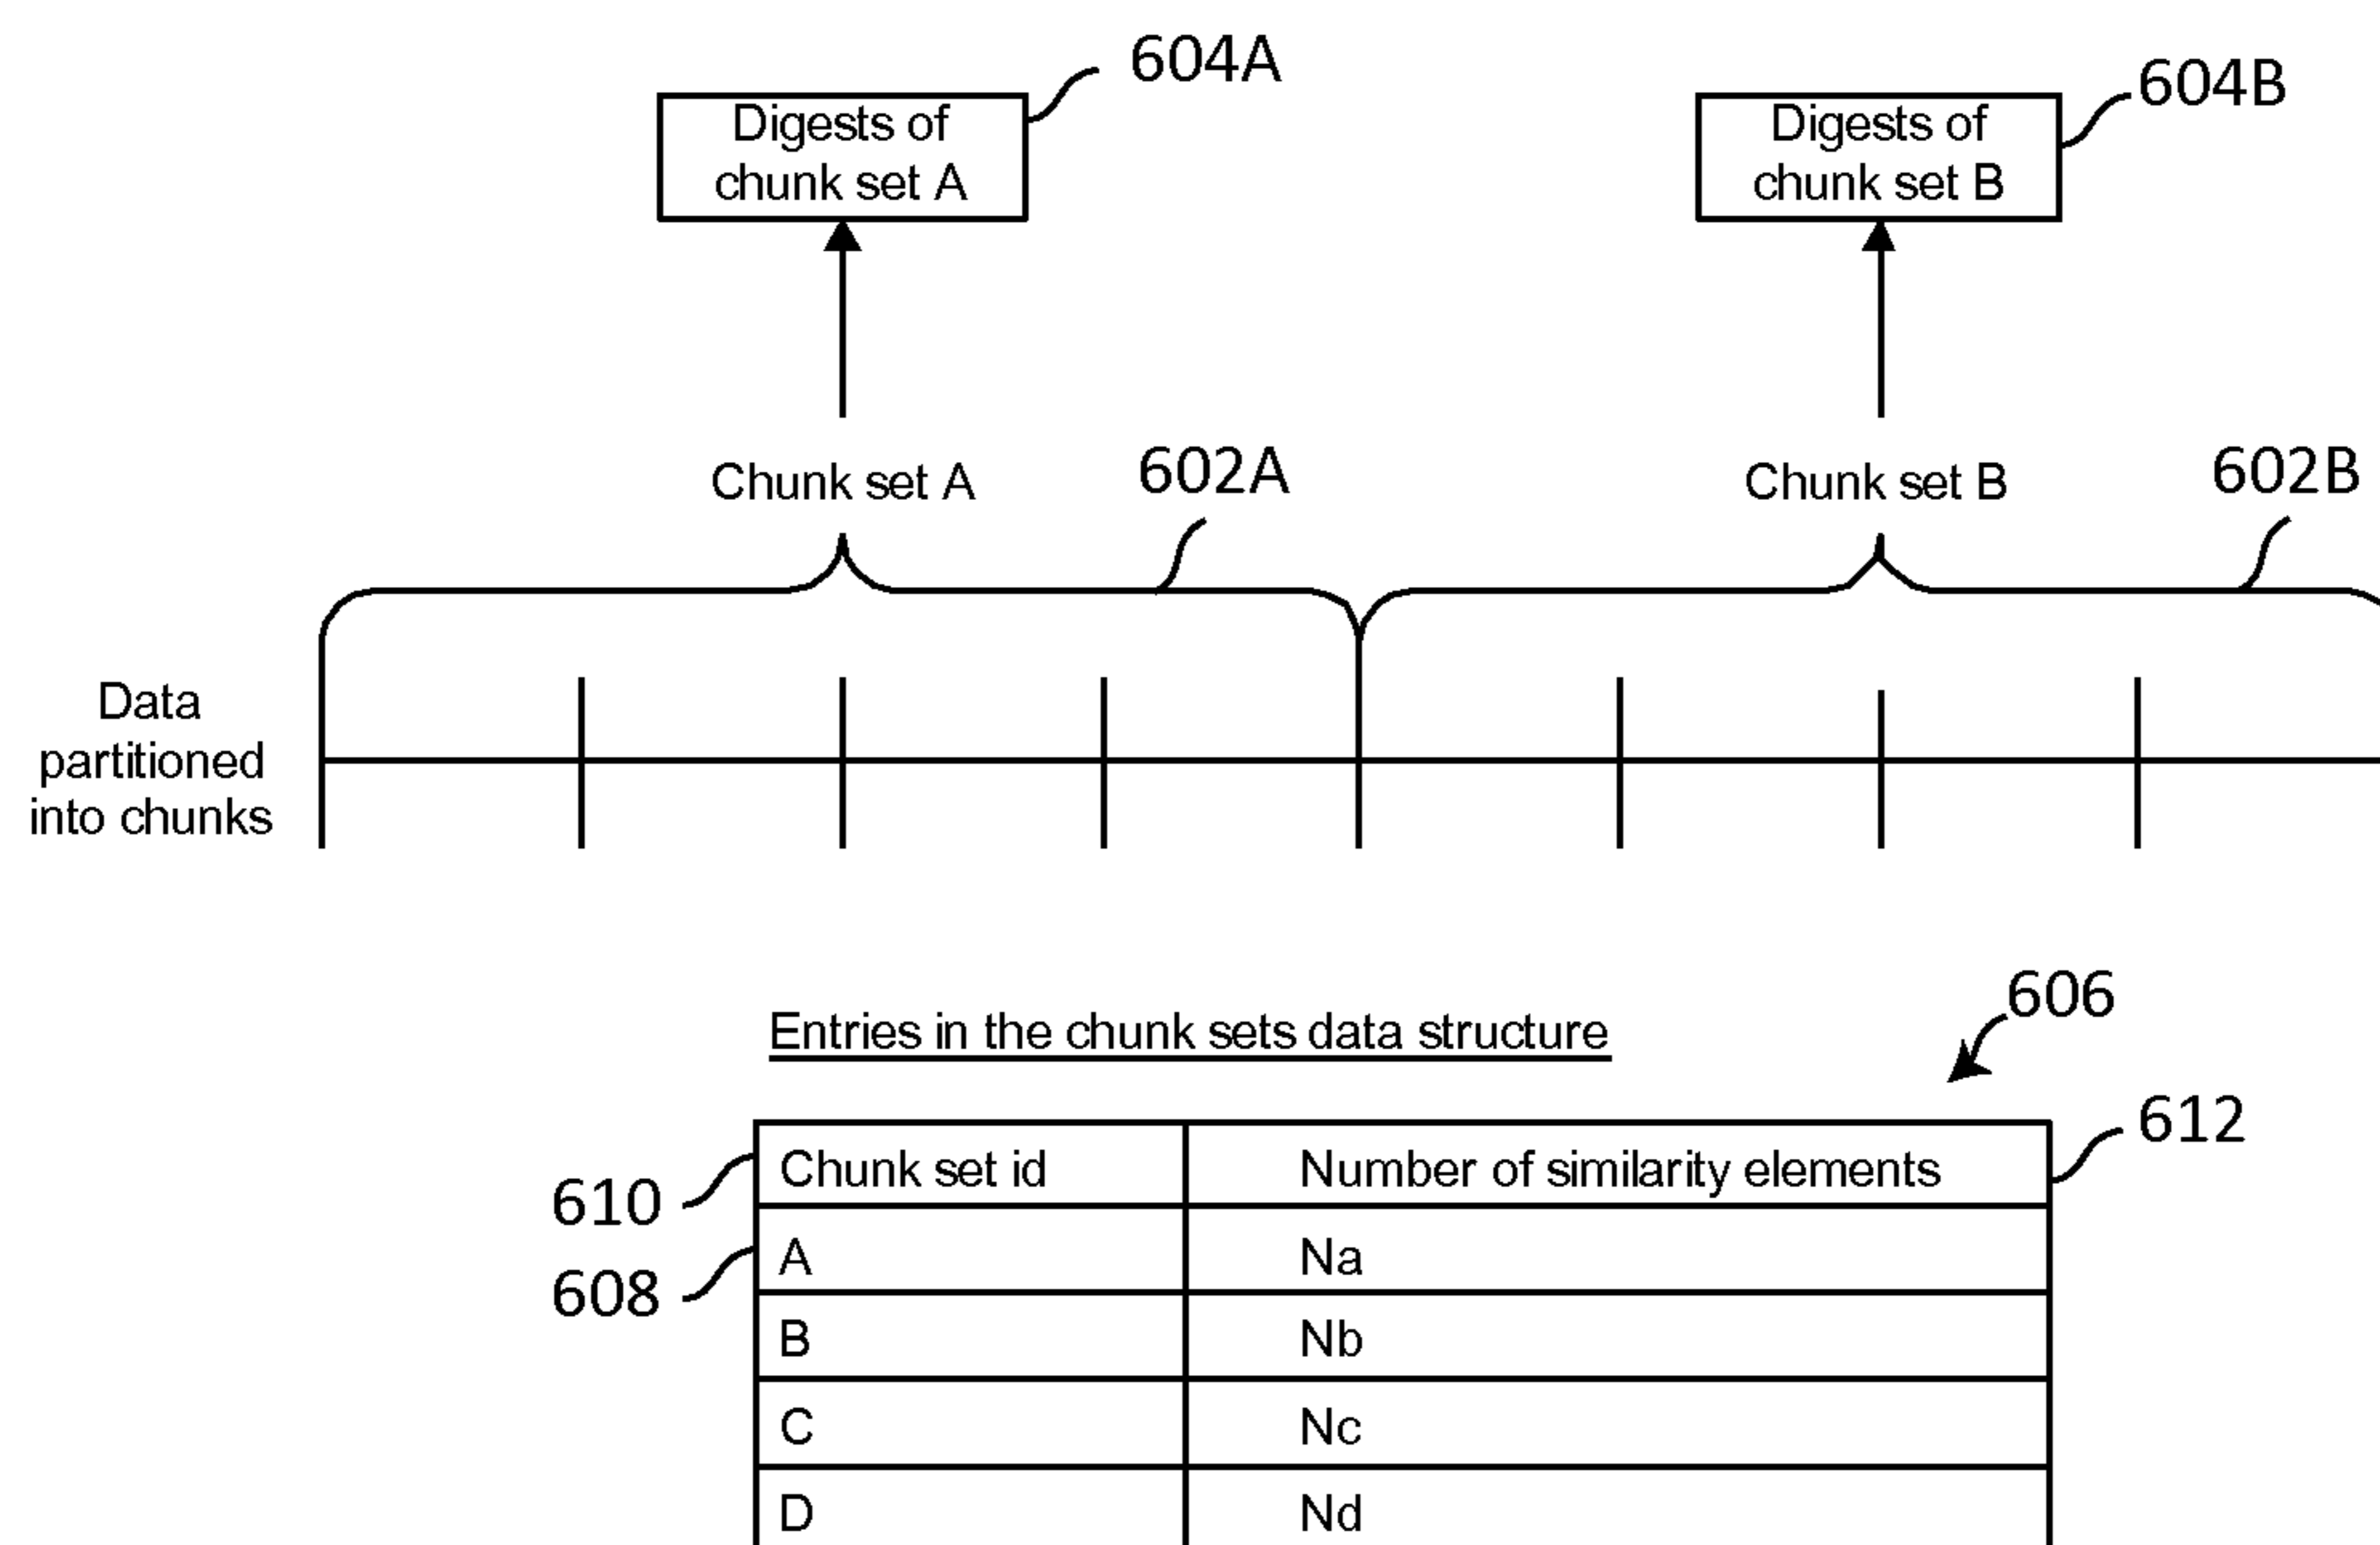 604A
604B
Digests of
chunk set A
Digests of
chunk set B
Chunk set A
602A
Chunk set B
602B
Data
partitioned
into chunks
606
Entries in the chunk sets data structure
612
610
Chunk set id
Number of similarity elements
608
A
Na
B
Nb
C
Nc
D
Nd